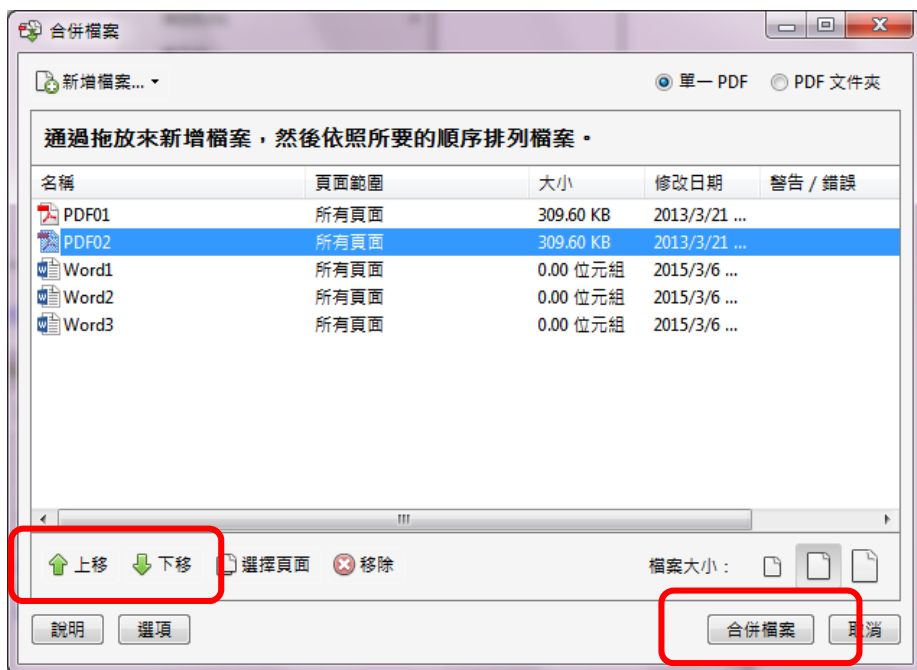 合併檔案
新增檔案... 單一 PDF PDF 文件夾
通過拖放來新增檔案，然後依照所要的順序排列檔案。
名稱 頁面範圍 大小 修改日期 警告 / 錯誤
PDF01 所有頁面 309.60 KB 2013/3/21 ...
PDF02 所有頁面 309.60 KB 2013/3/21 ...
Word1 所有頁面 0.00 位元組 2015/3/6 ...
Word2 所有頁面 0.00 位元組 2015/3/6 ...
Word3 所有頁面 0.00 位元組 2015/3/6 ...
上移 下移 選擇頁面 移除 檔案大小：
說明 選項 合併檔案 取消